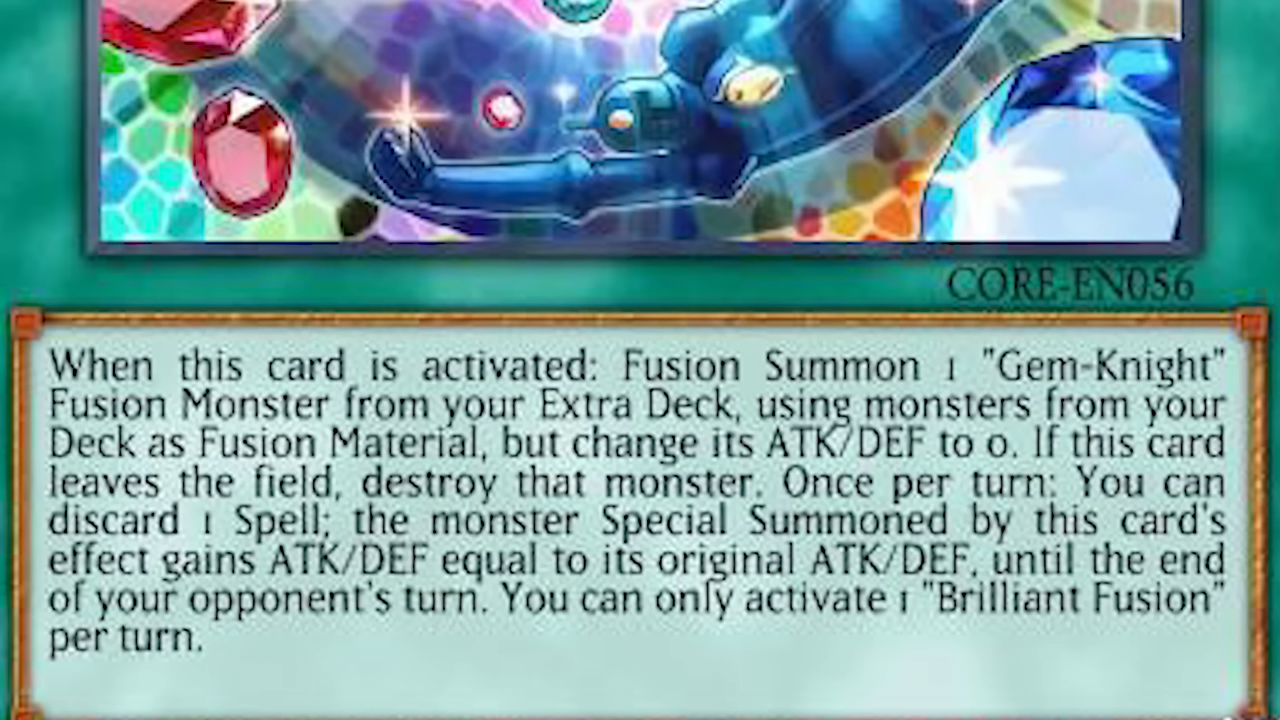 CORE-EN056
When this card is activated: Fusion Summon 1 "Gem-Knight"
Fusion Monster from your Extra Deck, using monsters from your
Deck as Fusion Material, but change its ATK/DEF to 0. If this card
leaves the field, destroy that monster. Once per turn: You can
discard 1 Spell; the monster Special Summoned by this card's
effect gains ATK/DEF equal to its original ATK/DEF, until the end
of your opponent's turn. You can only activate 1 "Brilliant Fusion"
per turn.